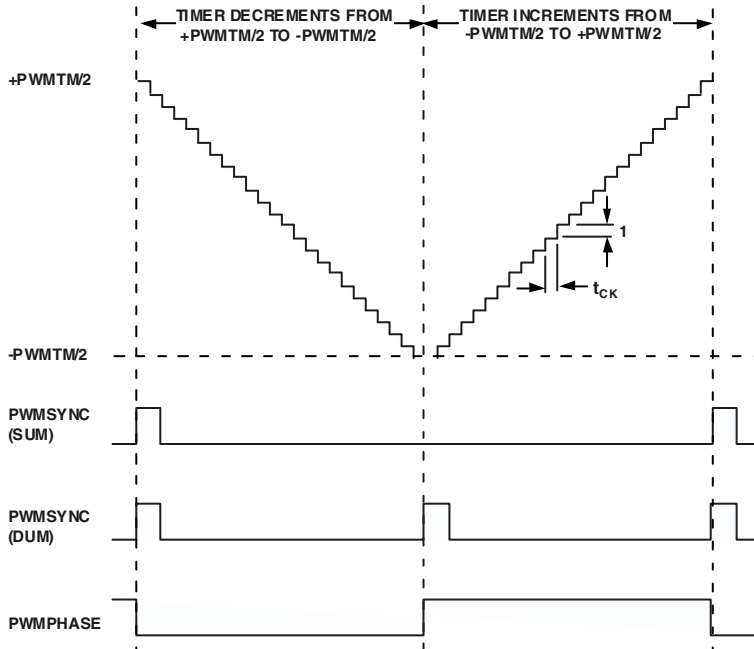 TIMER DECREMENTS FROM
+PWMTM/2 TO -PWMTM/2
TIMER INCREMENTS FROM
-PWMTM/2 TO +PWMTM/2
+PWMTM/2
1
tCK
-PWMTM/2
PWMSYNC
(SUM)
PWMSYNC
(DUM)
PWMPHASE